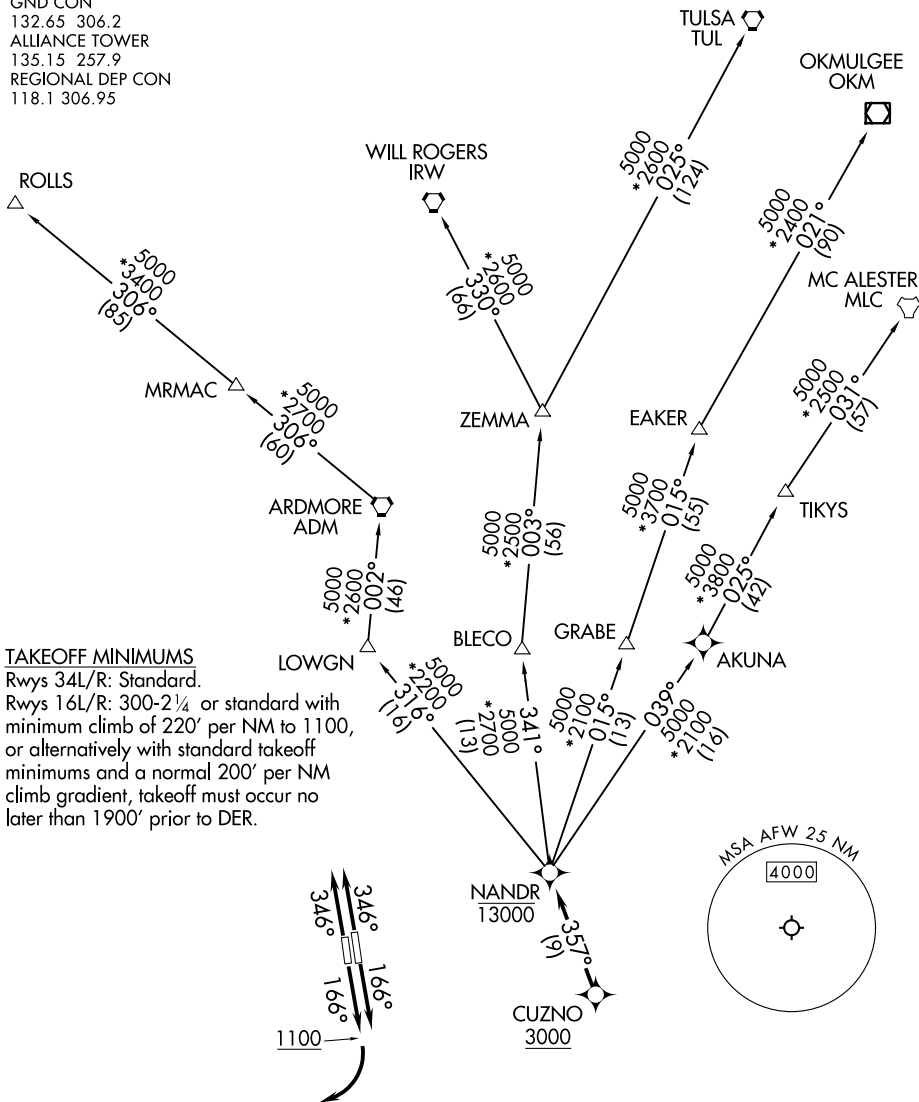 GND CON
132.65 306.2
ALLIANCE TOWER
135.15 257.9
REGIONAL DEP CON
118.1 306.95
TULSA
TUL
OKMULGEE
OKM
WILL ROGERS
IRW
ROLLS
5000
*2600
025°
(124)
5000
*2400
021°
(90)
5000
*3400
306°
(85)
5000
*2600
330°
(66)
MC ALESTER
MLC
MRMAC
5000
*2700
306°
(60)
ZEMMA
EAKER
5000
*2500
031°
(57)
ARDMORE
ADM
5000
*2500
003°
(56)
5000
*3700
015°
(55)
TIKYS
5000
*2600
002°
(46)
5000
*3800
025°
(42)
LOWGN
BLECO
GRABE
AKUNA
5000
*2200
316°
(16)
341°
5000
*2700
(13)
5000
*2100
015°
(13)
039°
5000
*2100
(16)
TAKEOFF MINIMUMS
Rwys 34L/R: Standard.
Rwys 16L/R: 300-2¼ or standard with
minimum climb of 220' per NM to 1100,
or alternatively with standard takeoff
minimums and a normal 200' per NM
climb gradient, takeoff must occur no
later than 1900' prior to DER.
MSA AFW 25 NM
4000
NANDR
13000
357°
(9)
346°
346°
166°
166°
CUZNO
3000
1100